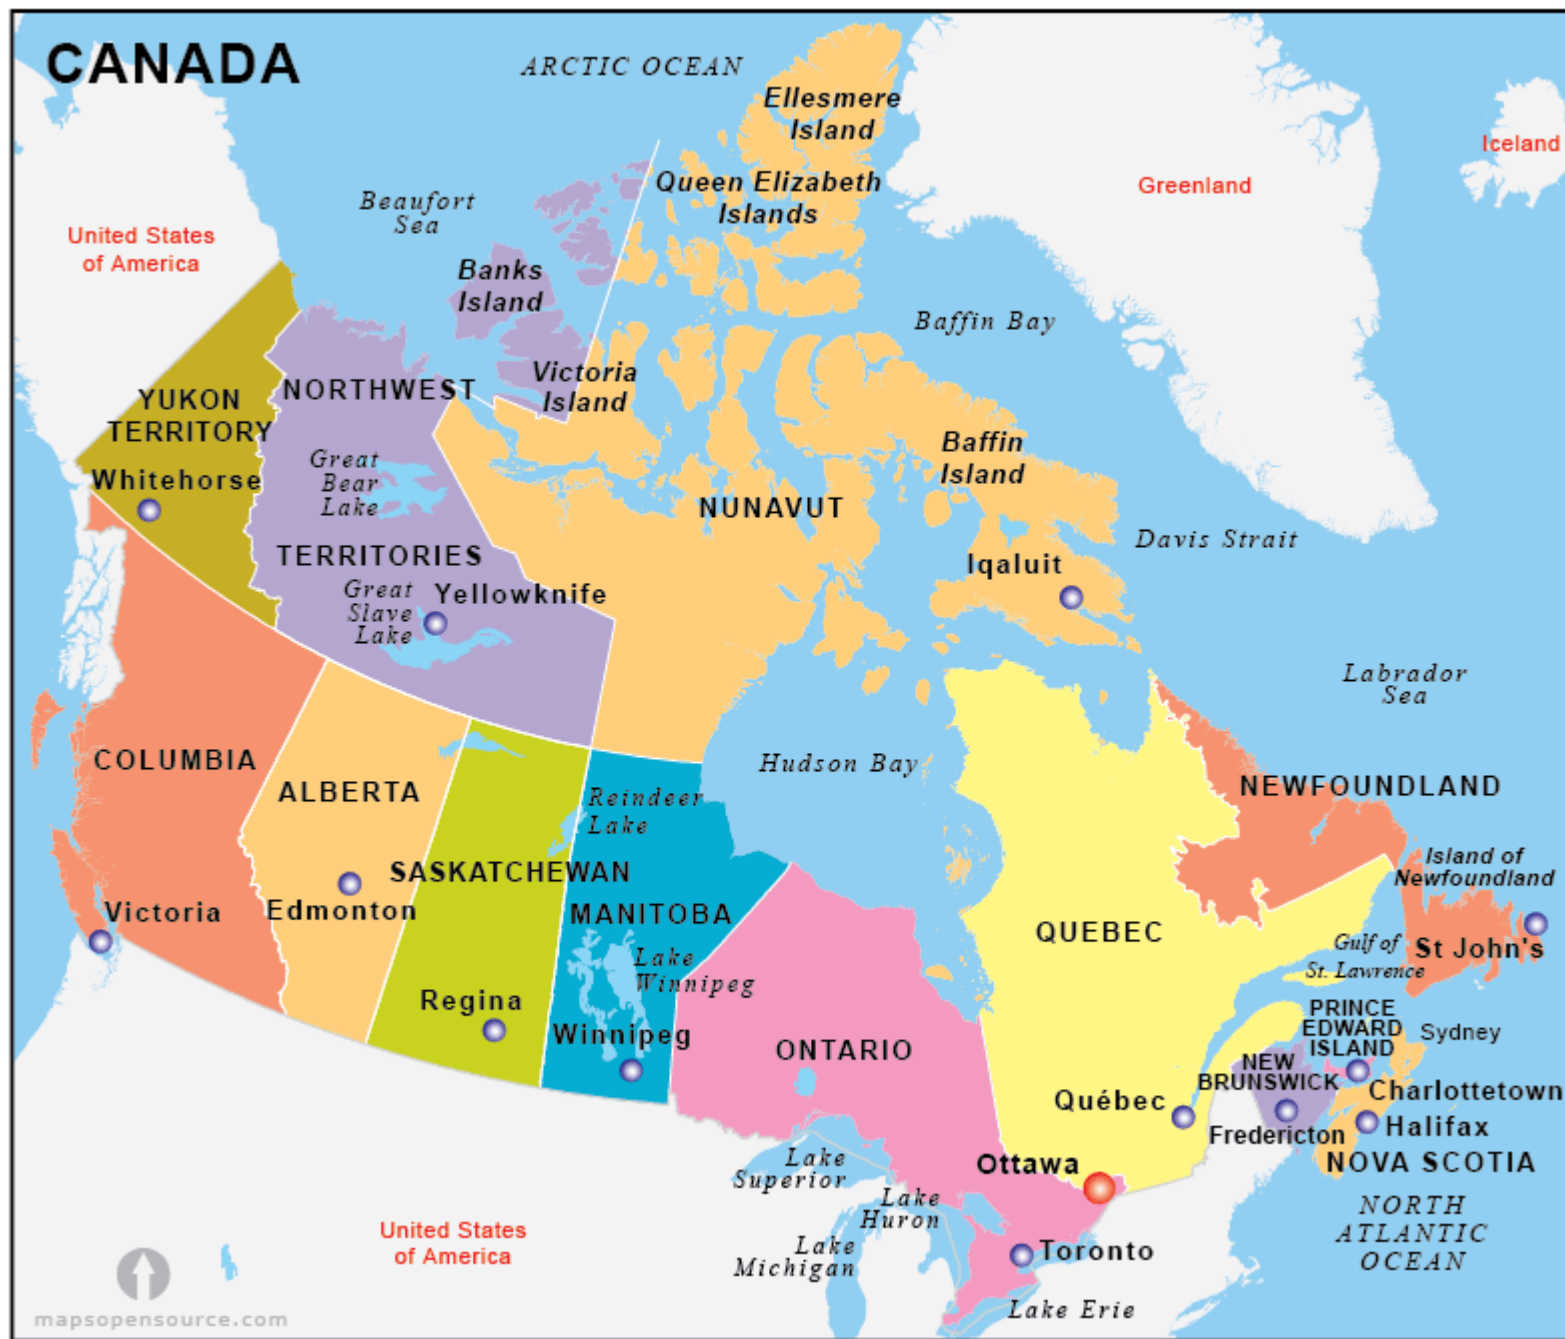 CANADA
ARCTIC OCEAN
Ellesmere
Island
Iceland
Queen Elizabeth
Islands
Greenland
Beaufort
Sea
United States
of America
Banks
Island
Baffin Bay
Victoria
Island
NORTHWEST
YUKON
TERRITORY
Baffin
Island
Great
Bear
Lake
Whitehorse
NUNAVUT
Davis Strait
TERRITORIES
Iqaluit
Great
Slave
Lake
Yellowknife
Labrador
Sea
COLUMBIA
Hudson Bay
ALBERTA
NEWFOUNDLAND
Reindeer
Lake
SASKATCHEWAN
Island of
Newfoundland
Edmonton
Victoria
MANITOBA
QUEBEC
Gulf of
St. Lawrence
St John's
Lake
Winnipeg
Regina
PRINCE
EDWARD
ISLAND
Sydney
Winnipeg
ONTARIO
NEW
BRUNSWICK
Charlottetown
Québec
Fredericton
Halifax
Ottawa
NOVA SCOTIA
Lake
Superior
Lake
Huron
NORTH
ATLANTIC
OCEAN
United States
of America
Lake
Michigan
Toronto
Lake Erie
mapsopensource.com